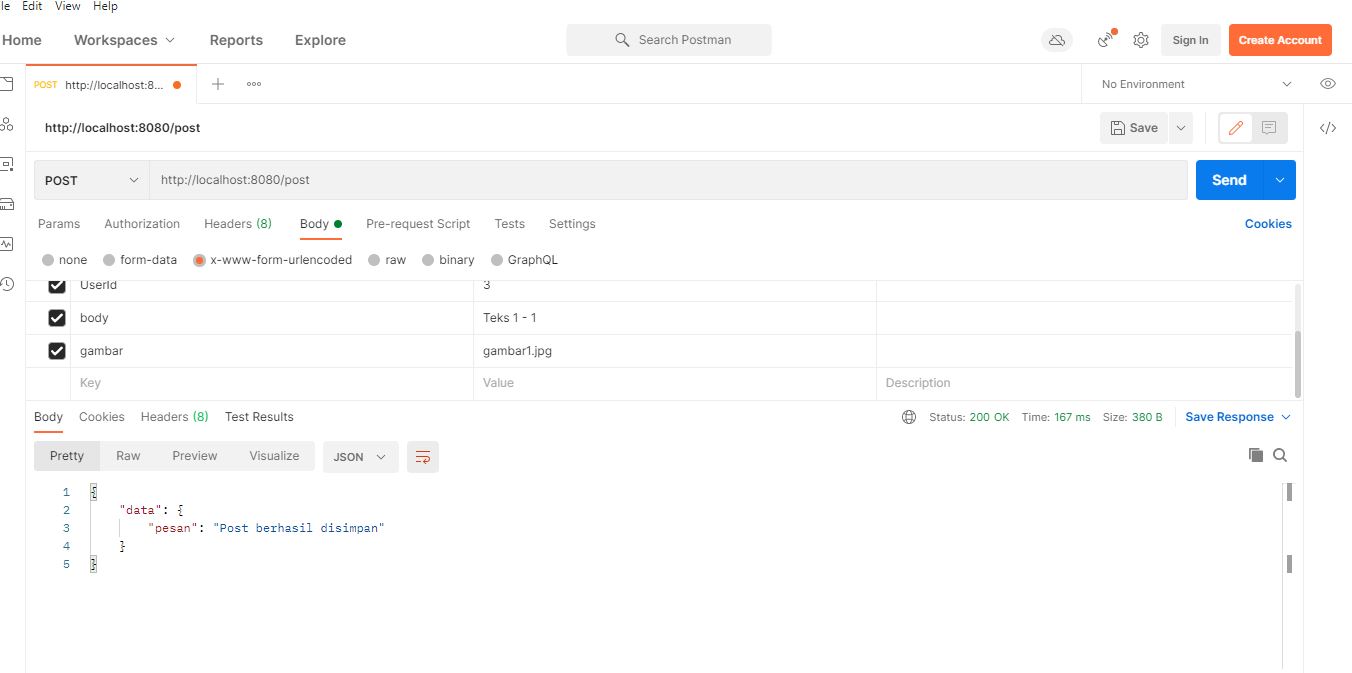 le Edit View Help
Home Workspaces Reports Explore Search Postman Sign In Create Account
POST http://localhost:8... + ooo No Environment
http://localhost:8080/post Save </>
POST http://localhost:8080/post Send
Params Authorization Headers (8) Body Pre-request Script Tests Settings Cookies
none form-data x-www-form-urlencoded raw binary GraphQL
UserId 3
body Teks 1 - 1
gambar gambar1.jpg
Key Value Description
Body Cookies Headers (8) Test Results Status: 200 OK Time: 167 ms Size: 380 B Save Response
Pretty Raw Preview Visualize JSON
1 {
2 "data": {
3 "pesan": "Post berhasil disimpan"
4 }
5 }